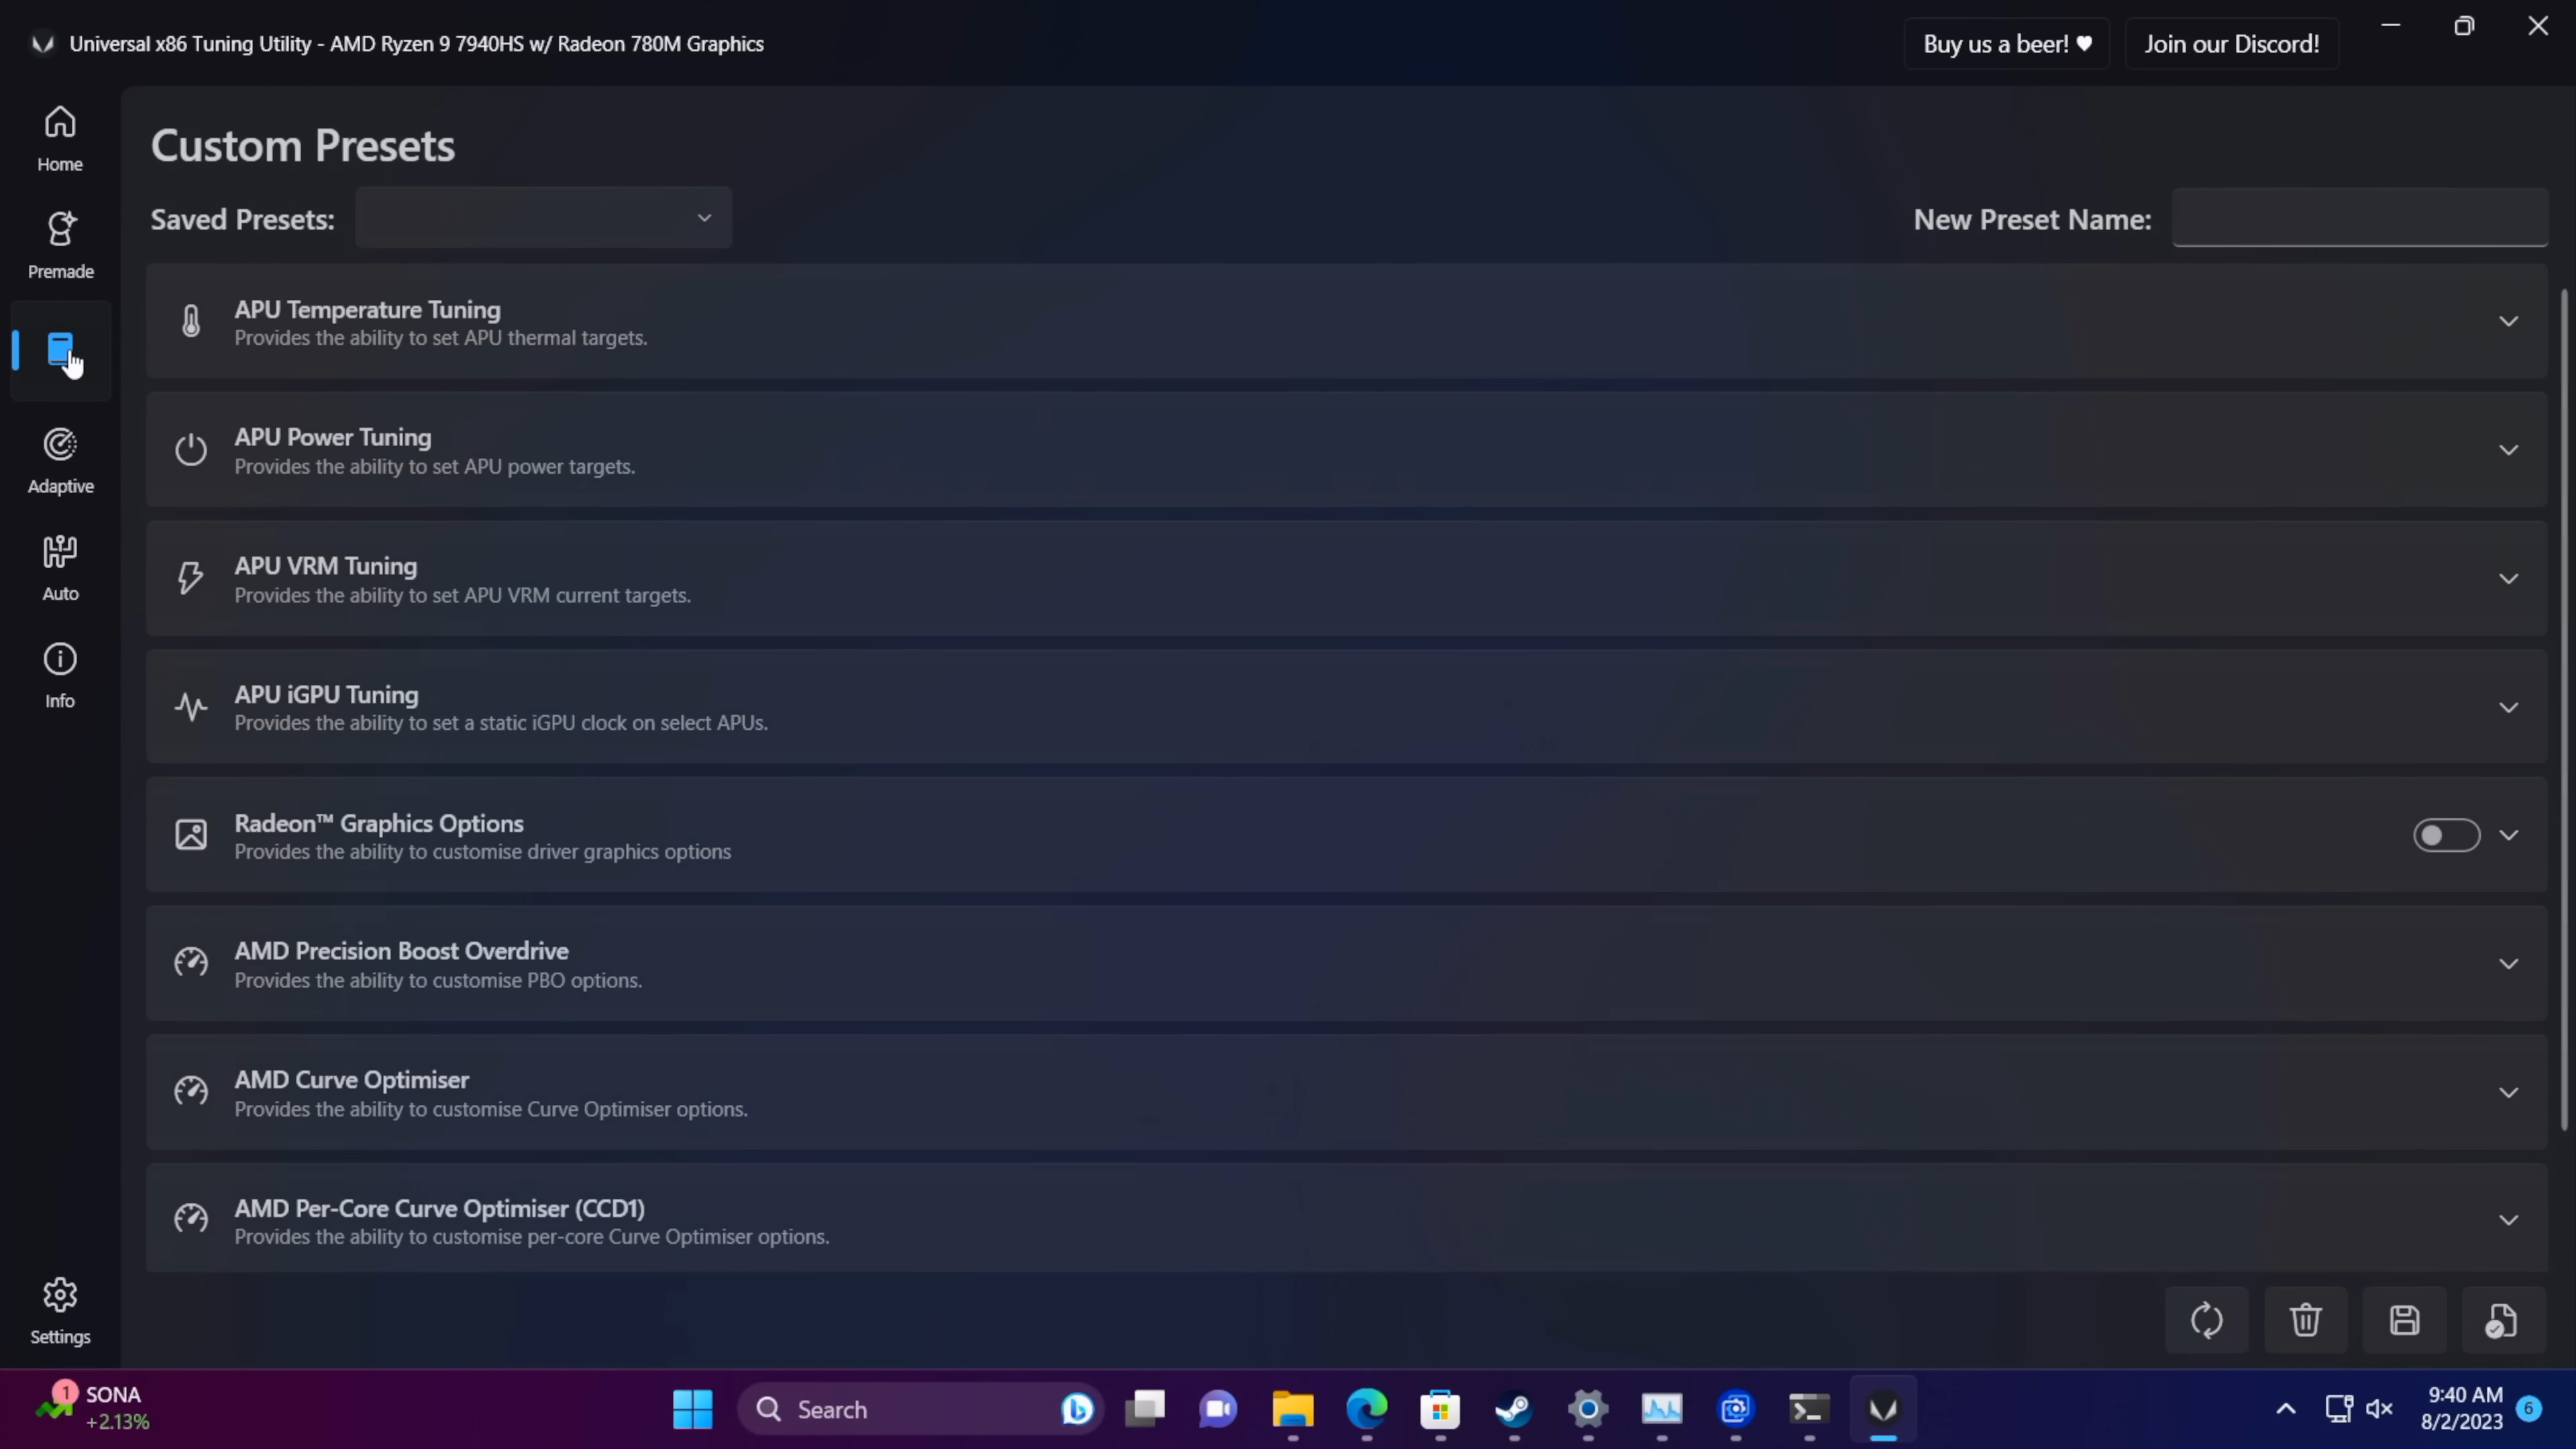 Universal x86 Tuning Utility - AMD Ryzen 9 7940HS w/ Radeon 780M Graphics
Buy us a beer! ♥
Join our Discord!
Home
Premade
Adaptive
Auto
Info
Settings
Custom Presets
Saved Presets:
New Preset Name:
APU Temperature Tuning
Provides the ability to set APU thermal targets.
APU Power Tuning
Provides the ability to set APU power targets.
APU VRM Tuning
Provides the ability to set APU VRM current targets.
APU iGPU Tuning
Provides the ability to set a static iGPU clock on select APUs.
Radeon™ Graphics Options
Provides the ability to customise driver graphics options
AMD Precision Boost Overdrive
Provides the ability to customise PBO options.
AMD Curve Optimiser
Provides the ability to customise Curve Optimiser options.
AMD Per-Core Curve Optimiser (CCD1)
Provides the ability to customise per-core Curve Optimiser options.
1
SONA
+2.13%
Search
9:40 AM
8/2/2023
6